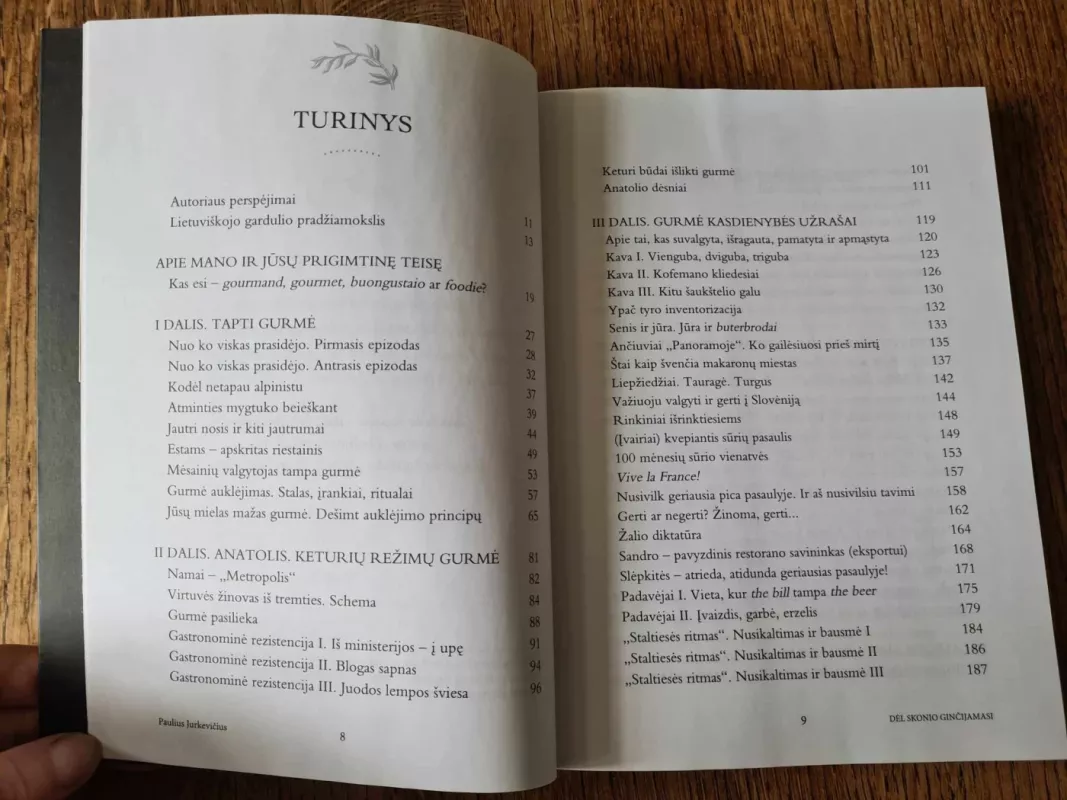 TURINYS
Autoriaus perspėjimai 11
Lietuviškojo gardulio pradžiamokslis 13
APIE MANO IR JŪSŲ PRIGIMTINĘ TEISĘ
Kas esi – gourmand, gourmet, buongustaio ar foodie? 19
I DALIS. TAPTI GURMĖ 27
Nuo ko viskas prasidėjo. Pirmasis epizodas 28
Nuo ko viskas prasidėjo. Antrasis epizodas 32
Kodėl netapau alpinistu 37
Atminties mygtuko beieškant 39
Jautri nosis ir kiti jautrumai 44
Estams – apskritas riestainis 49
Mėsainių valgytojas tampa gurmė 53
Gurmė auklėjimas. Stalas, įrankiai, ritualai 57
Jūsų mielas mažas gurmė. Dešimt auklėjimo principų 65
II DALIS. ANATOLIS. KETURIŲ REŽIMŲ GURMĖ 81
Namai – „Metropolis“ 82
Virtuvės žinovas iš tremties. Schema 84
Gurmė pasilieka 88
Gastronominė rezistencija I. Iš ministerijos – į upę 91
Gastronominė rezistencija II. Blogas sapnas 94
Gastronominė rezistencija III. Juodos lempos šviesa 96
Paulius Jurkevičius
8
Keturi būdai išlikti gurmė 101
Anatolio dėsniai 111
III DALIS. GURMĖ KASDIENYBĖS UŽRAŠAI 119
Apie tai, kas suvalgyta, išragauta, pamatyta ir apmąstyta 120
Kava I. Vienguba, dviguba, triguba 123
Kava II. Kofemano kliedesiai 126
Kava III. Kitu šaukštelio galu 130
Ypač tyro inventorizacija 132
Senis ir jūra. Jūra ir buterbrodai 133
Ančiuviai „Panoramoje“. Ko gailėsiuosi prieš mirtį 135
Štai kaip švenčia makaronų miestas 137
Liepžiedžiai. Tauragė. Turgus 142
Važiuoju valgyti ir gerti į Slovėniją 144
Rinkiniai išrinktiesiems 148
(Įvairiai) kvepiantis sūrių pasaulis 149
100 mėnesių sūrio vienatvės 153
Vive la France! 157
Nusivilk geriausia pica pasaulyje. Ir aš nusivilsiu tavimi 158
Gerti ar negerti? Žinoma, gerti... 162
Žalio diktatūra 164
Sandro – pavyzdinis restorano savininkas (eksportui) 168
Slėpkitės – atrieda, atidunda geriausias pasaulyje! 171
Padavėjai I. Vieta, kur the bill tampa the beer 175
Padavėjai II. Įvaizdis, garbė, erzelis 179
„Staltiesės ritmas“. Nusikaltimas ir bausmė I 184
„Staltiesės ritmas“. Nusikaltimas ir bausmė II 186
„Staltiesės ritmas“. Nusikaltimas ir bausmė III 187
9
DĖL SKONIO GINČIJAMASI